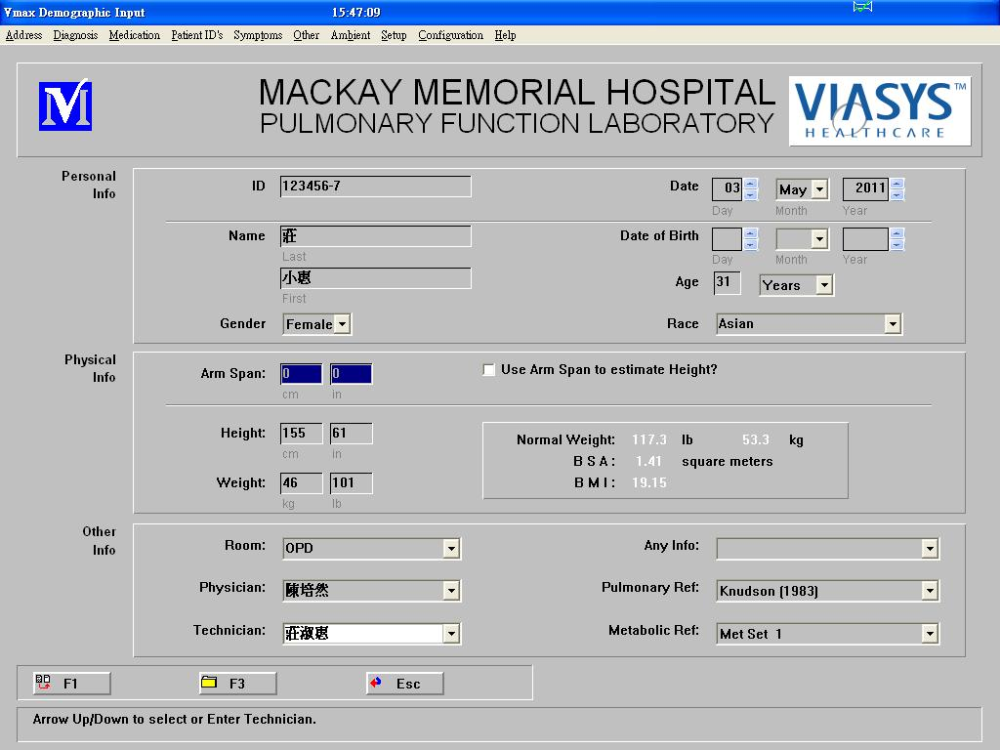 Vmax Demographic Input 15:47:09
Address Diagnosis Medication Patient ID's Symptoms Other Ambient Setup Configuration Help
M
MACKAY MEMORIAL HOSPITAL
PULMONARY FUNCTION LABORATORY
VIASYS™
HEALTHCARE
Personal Info
ID 123456-7 Date 03 May 2011
Day Month Year
Name 莊 Date of Birth
Last Day Month Year
小惠 Age 31 Years
First
Gender Female Race Asian
Physical Info
Arm Span: 0 0 Use Arm Span to estimate Height?
cm in
Height: 155 61 Normal Weight: 117.3 lb 53.3 kg
cm in B S A : 1.41 square meters
Weight: 46 101 B M I : 19.15
kg lb
Other Info
Room: OPD Any Info:
Physician: 陳培然 Pulmonary Ref: Knudson (1983)
Technician: 莊淑惠 Metabolic Ref: Met Set 1
F1 F3 Esc
Arrow Up/Down to select or Enter Technician.